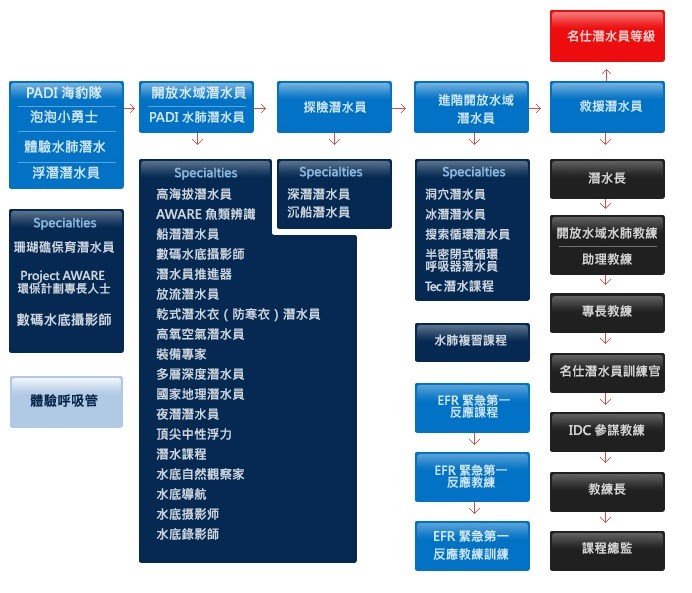 名仕潛水員等級
PADI 海豹隊
泡泡小勇士
體驗水肺潛水
浮潛潛水員
開放水域潛水員
PADI 水肺潛水員
探險潛水員
進階開放水域
潛水員
救援潛水員
Specialties
珊瑚礁保育潛水員
Project AWARE
環保計劃專長人士
數碼水底攝影師
體驗呼吸管
Specialties
高海拔潛水員
AWARE 魚類辨識
船潛潛水員
數碼水底攝影師
潛水員推進器
放流潛水員
乾式潛水衣（防寒衣）潛水員
高氧空氣潛水員
裝備專家
多層深度潛水員
國家地理潛水員
夜潛潛水員
頂尖中性浮力
潛水課程
水底自然觀察家
水底導航
水底摄影师
水底錄影師
Specialties
深潛潛水員
沉船潛水員
Specialties
洞穴潛水員
冰潛潛水員
搜索循環潛水員
半密閉式循環
呼吸器潛水員
Tec 潛水課程
水肺複習課程
EFR 緊急第一
反應課程
EFR 緊急第一
反應教練
EFR 緊急第一
反應教練訓練
潛水長
開放水域水肺教練
助理教練
專長教練
名仕潛水員訓練官
IDC 參謀教練
教練長
課程總監